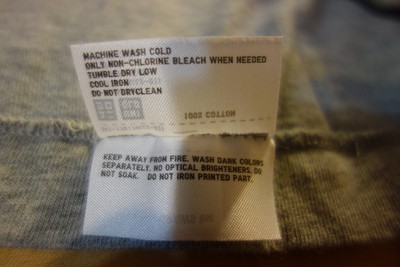 MACHINE WASH COLD
ONLY NON-CHLORINE BLEACH WHEN NEEDED
TUMBLE DRY LOW
COOL IRON
DO NOT DRYCLEAN
100% COTTON
KEEP AWAY FROM FIRE. WASH DARK COLORS
SEPARATELY. NO OPTICAL BRIGHTENERS. DO
NOT SOAK. DO NOT IRON PRINTED PART.